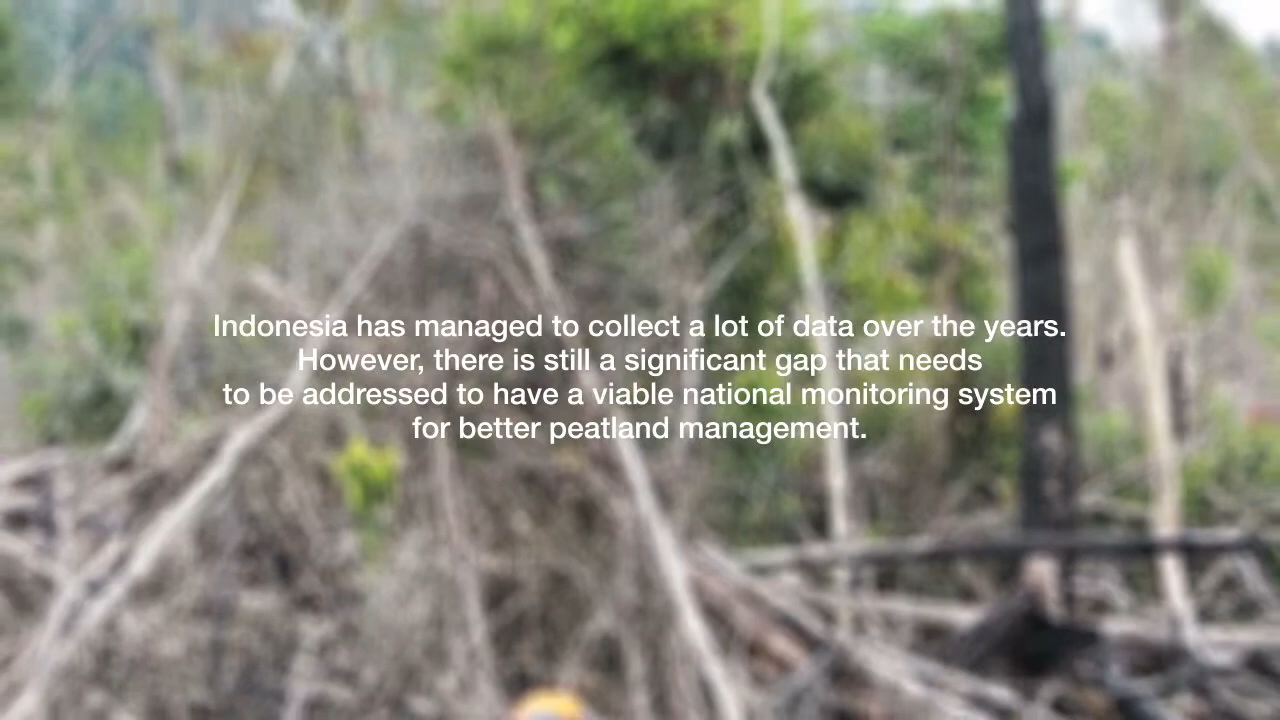 Indonesia has managed to collect a lot of data over the years.
However, there is still a significant gap that needs
to be addressed to have a viable national monitoring system
for better peatland management.